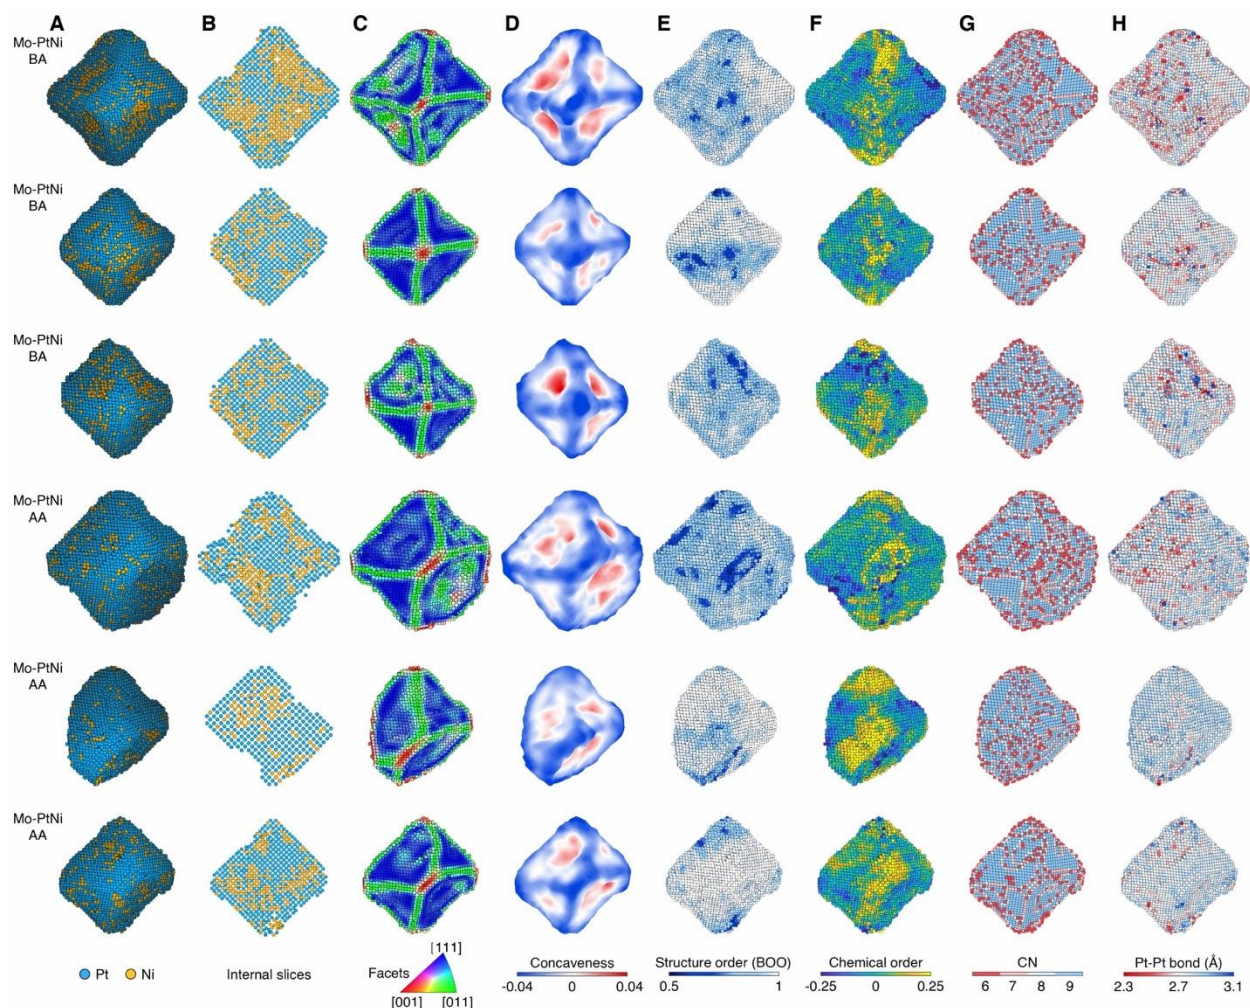 A B C D E F G H
Mo-PtNi
BA
Mo-PtNi
BA
Mo-PtNi
BA
Mo-PtNi
AA
Mo-PtNi
AA
Mo-PtNi
AA
Pt Ni
Internal slices
Facets
[111]
[001] [011]
Concaveness
-0.04 0 0.04
Structure order (BOO)
0.5 1
Chemical order
-0.25 0.25
CN
6 7 8 9
Pt-Pt bond (Å)
2.3 2.7 3.1